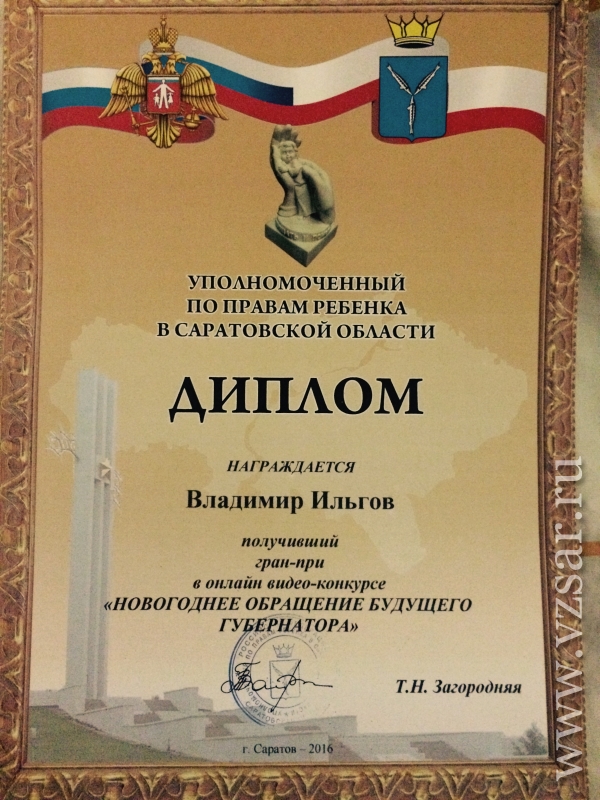 УПОЛНОМОЧЕННЫЙ
ПО ПРАВАМ РЕБЕНКА
В САРАТОВСКОЙ ОБЛАСТИ
ДИПЛОМ
НАГРАЖДАЕТСЯ
Владимир Ильгов
получивший
гран-при
в онлайн видео-конкурсе
«НОВОГОДНЕЕ ОБРАЩЕНИЕ БУДУЩЕГО
ГУБЕРНАТОРА»
Т.Н. Загородняя
г. Саратов – 2016
www.vzsar.ru